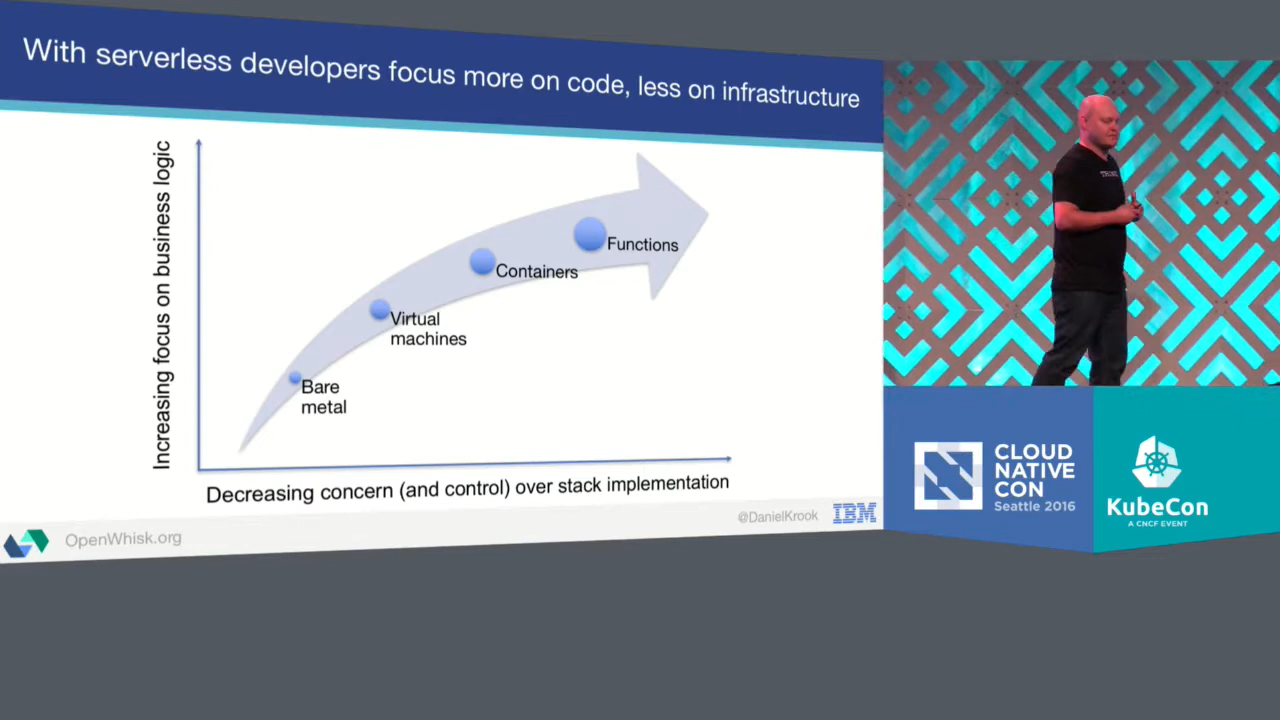 With serverless developers focus more on code, less on infrastructure
Increasing focus on business logic
Functions
Containers
Virtual
machines
Bare
metal
Decreasing concern (and control) over stack implementation
OpenWhisk.org
@DanielKrook
IBM
CLOUD
NATIVE
CON
Seattle 2016
KubeCon
A CNCF EVENT